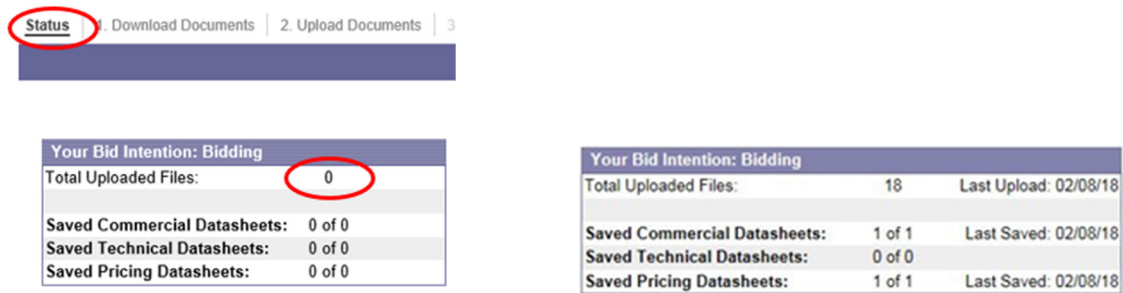 Status 1. Download Documents 2. Upload Documents 3
Your Bid Intention: Bidding
Total Uploaded Files: 0
Saved Commercial Datasheets: 0 of 0
Saved Technical Datasheets: 0 of 0
Saved Pricing Datasheets: 0 of 0
Your Bid Intention: Bidding
Total Uploaded Files: 18 Last Upload: 02/08/18
Saved Commercial Datasheets: 1 of 1 Last Saved: 02/08/18
Saved Technical Datasheets: 0 of 0
Saved Pricing Datasheets: 1 of 1 Last Saved: 02/08/18